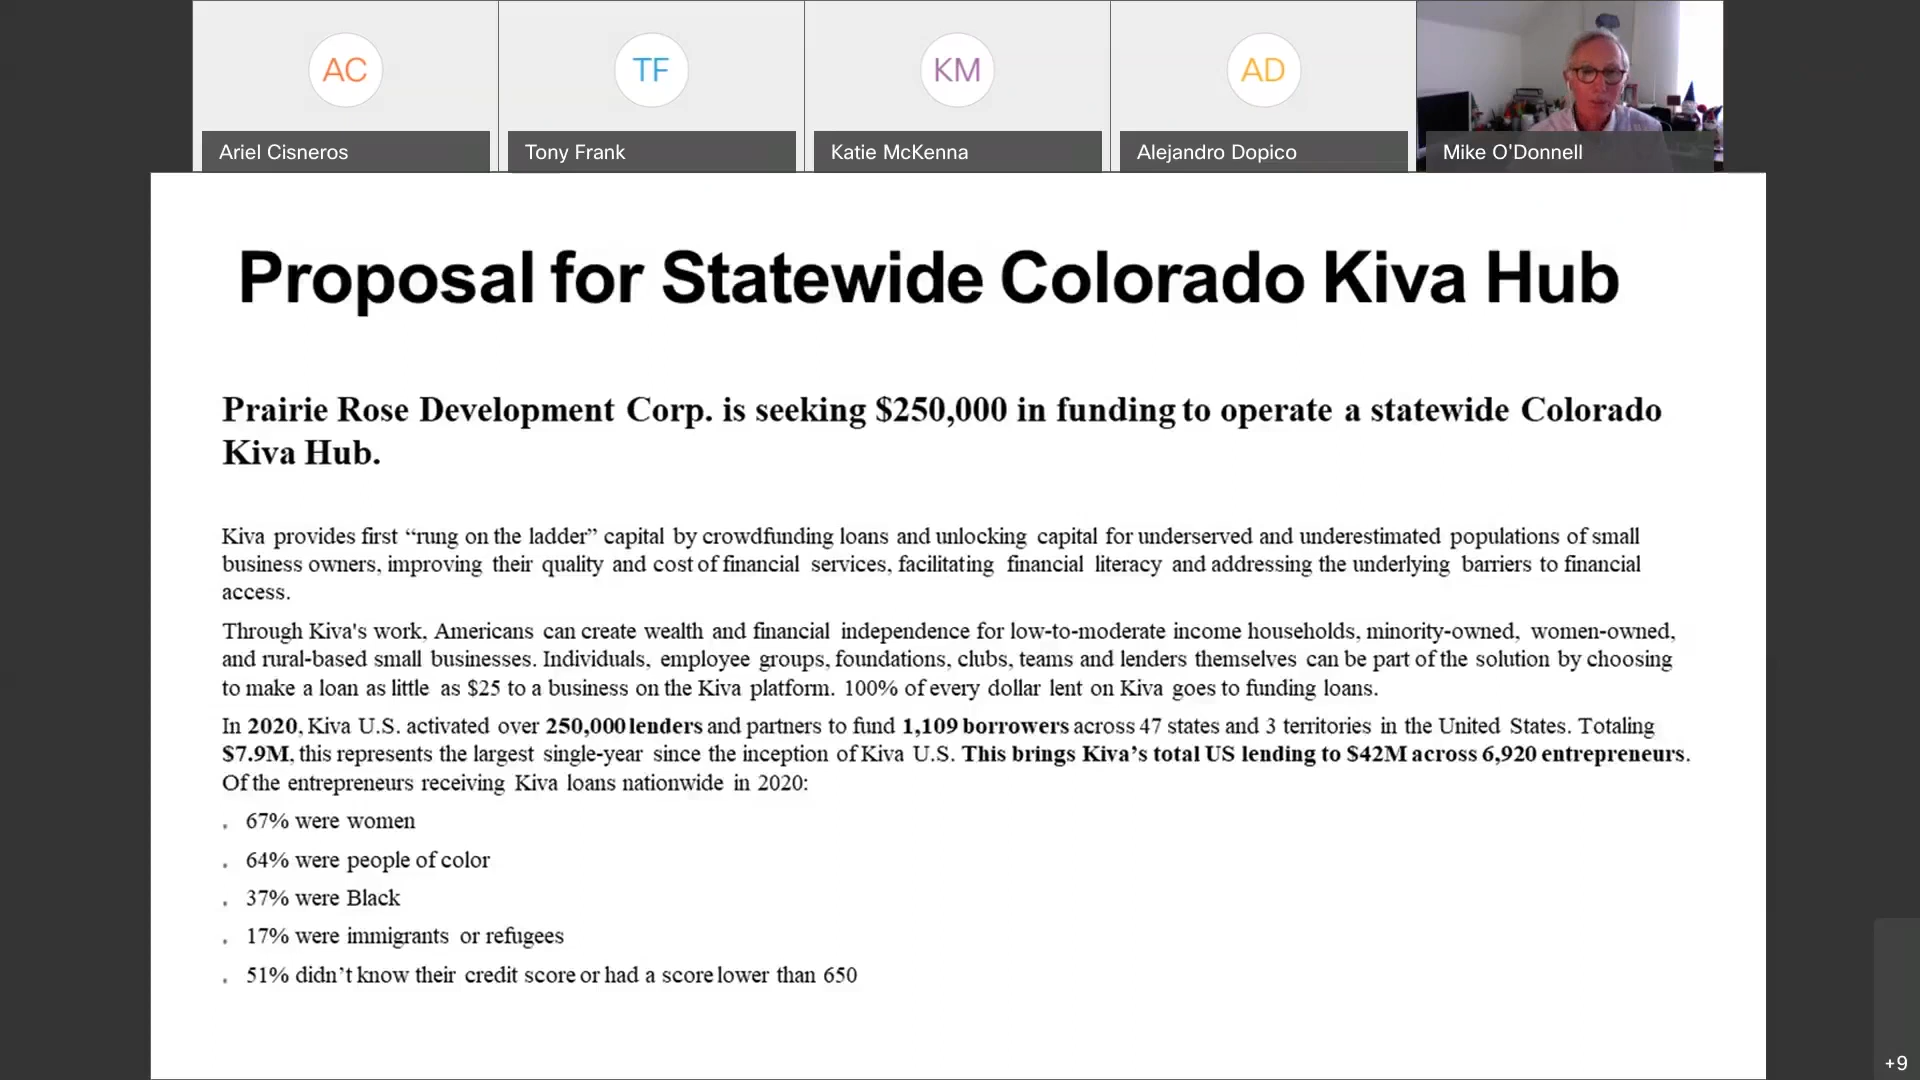 AC
TF
KM
AD
Ariel Cisneros
Tony Frank
Katie McKenna
Alejandro Dopico
Mike O'Donnell
Proposal for Statewide Colorado Kiva Hub
Prairie Rose Development Corp. is seeking $250,000 in funding to operate a statewide Colorado
Kiva Hub.
Kiva provides first “rung on the ladder” capital by crowdfunding loans and unlocking capital for underserved and underestimated populations of small
business owners, improving their quality and cost of financial services, facilitating financial literacy and addressing the underlying barriers to financial
access.
Through Kiva's work, Americans can create wealth and financial independence for low-to-moderate income households, minority-owned, women-owned,
and rural-based small businesses. Individuals, employee groups, foundations, clubs, teams and lenders themselves can be part of the solution by choosing
to make a loan as little as $25 to a business on the Kiva platform. 100% of every dollar lent on Kiva goes to funding loans.
In 2020, Kiva U.S. activated over 250,000 lenders and partners to fund 1,109 borrowers across 47 states and 3 territories in the United States. Totaling
$7.9M, this represents the largest single-year since the inception of Kiva U.S. This brings Kiva’s total US lending to $42M across 6,920 entrepreneurs.
Of the entrepreneurs receiving Kiva loans nationwide in 2020:
. 67% were women
. 64% were people of color
. 37% were Black
. 17% were immigrants or refugees
. 51% didn’t know their credit score or had a score lower than 650
+9